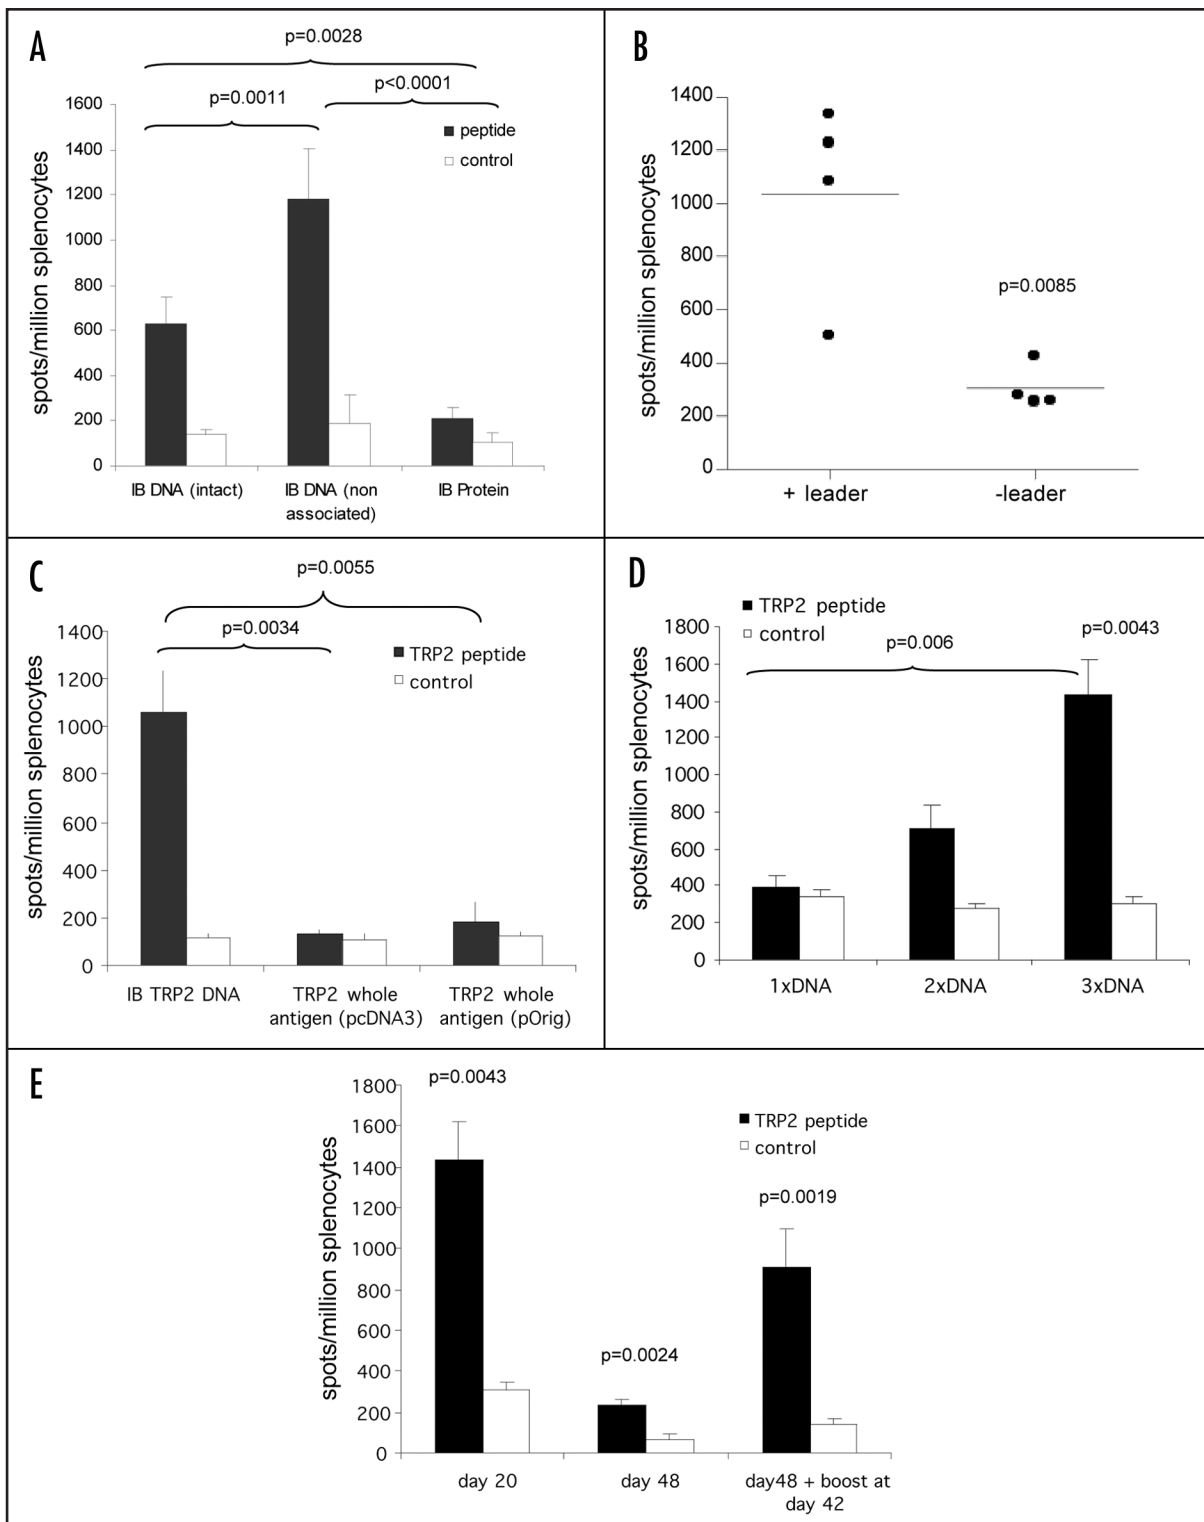 A
p=0.0028
p<0.0001
p=0.0011
1600
1400
1200
1000
800
600
400
200
0
spots/million splenocytes
peptide
control
IB DNA (intact)
IB DNA (non
associated)
IB Protein
B
1400
1200
1000
800
600
400
200
0
spots/million splenocytes
p=0.0085
+ leader
-leader
C
p=0.0055
p=0.0034
1400
1200
1000
800
600
400
200
0
spots/million splenocytes
TRP2 peptide
control
IB TRP2 DNA
TRP2 whole
antigen (pcDNA3)
TRP2 whole
antigen (pOrig)
D
TRP2 peptide
control
p=0.006
p=0.0043
1800
1600
1400
1200
1000
800
600
400
200
0
spots/million splenocytes
1xDNA
2xDNA
3xDNA
E
p=0.0043
1800
1600
1400
1200
1000
800
600
400
200
0
spots/million splenocytes
TRP2 peptide
control
p=0.0019
p=0.0024
day 20
day 48
day48 + boost at
day 42